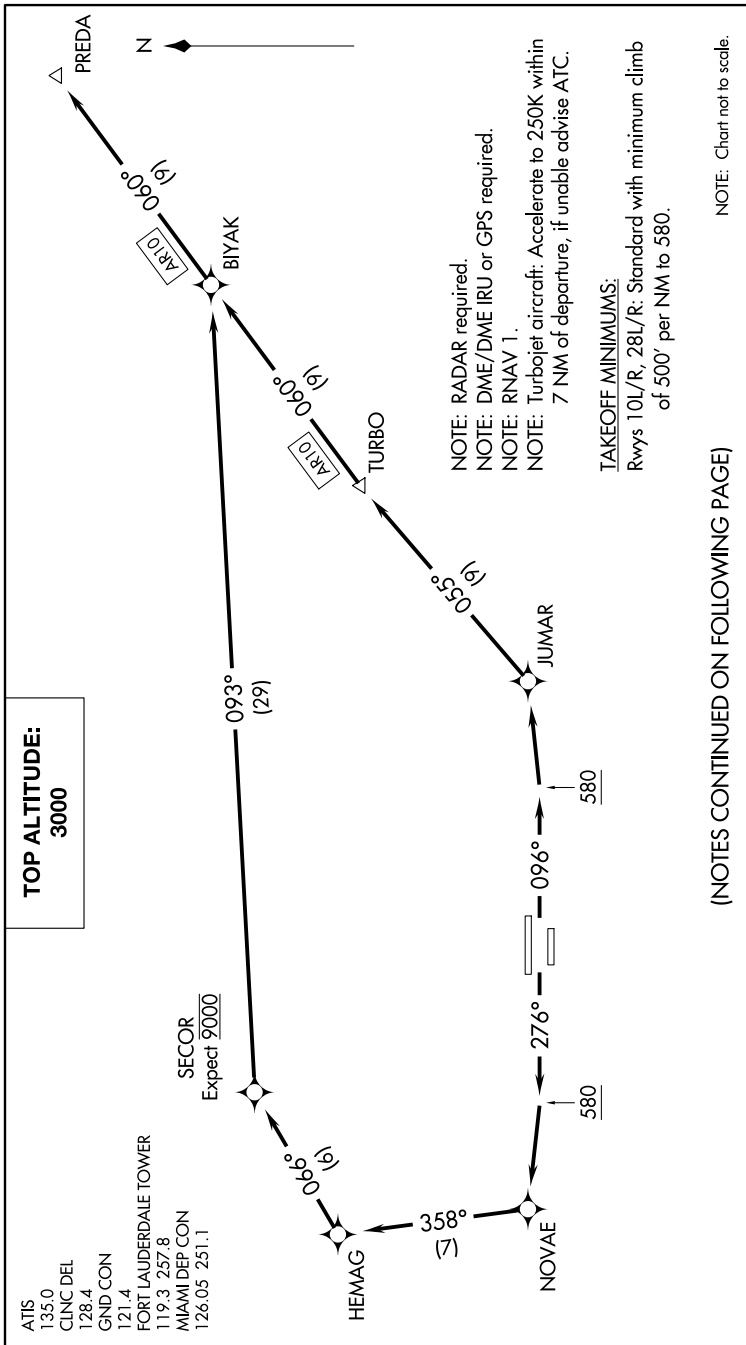 ATIS
135.0
CLNC DEL
128.4
GND CON
121.4
FORT LAUDERDALE TOWER
119.3 257.8
MIAMI DEP CON
126.05 251.1
TOP ALTITUDE:
3000
N
PREDA
060°
(9)
AR10
BIYAK
060°
(9)
AR10
TURBO
093°
(29)
SECOR
Expect 9000
066°
(6)
HEMAG
358°
(7)
NOVAE
580
276°
096°
580
JUMAR
055°
(9)
NOTE: RADAR required.
NOTE: DME/DME IRU or GPS required.
NOTE: RNAV 1.
NOTE: Turbojet aircraft: Accelerate to 250K within
7 NM of departure, if unable advise ATC.
TAKEOFF MINIMUMS:
Rwys 10L/R, 28L/R: Standard with minimum climb
of 500' per NM to 580.
(NOTES CONTINUED ON FOLLOWING PAGE)
NOTE: Chart not to scale.